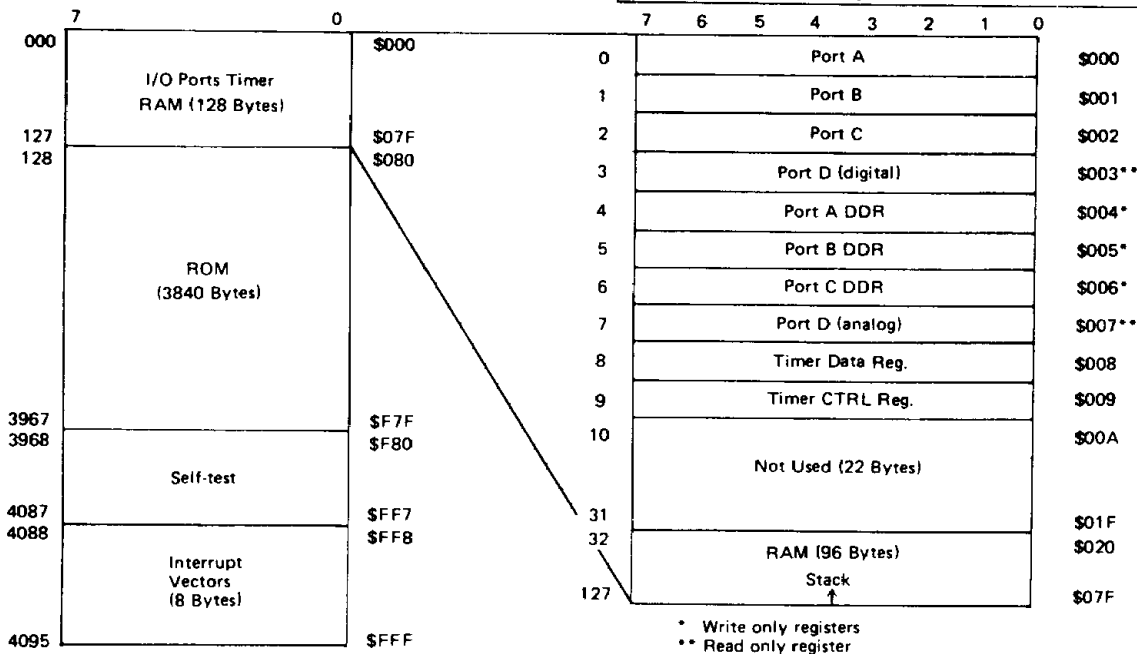 7 0
000 $000
I/O Ports Timer
RAM (128 Bytes)
127 $07F
128 $080
ROM
(3840 Bytes)
3967 $F7F
3968 $F80
Self-test
4087 $FF7
4088 $FF8
Interrupt
Vectors
(8 Bytes)
4095 $FFF
7 6 5 4 3 2 1 0
0 Port A $000
1 Port B $001
2 Port C $002
3 Port D (digital) $003**
4 Port A DDR $004*
5 Port B DDR $005*
6 Port C DDR $006*
7 Port D (analog) $007**
8 Timer Data Reg. $008
9 Timer CTRL Reg. $009
10 $00A
Not Used (22 Bytes)
31 $01F
32 RAM (96 Bytes) $020
Stack
127 $07F
* Write only registers
** Read only register